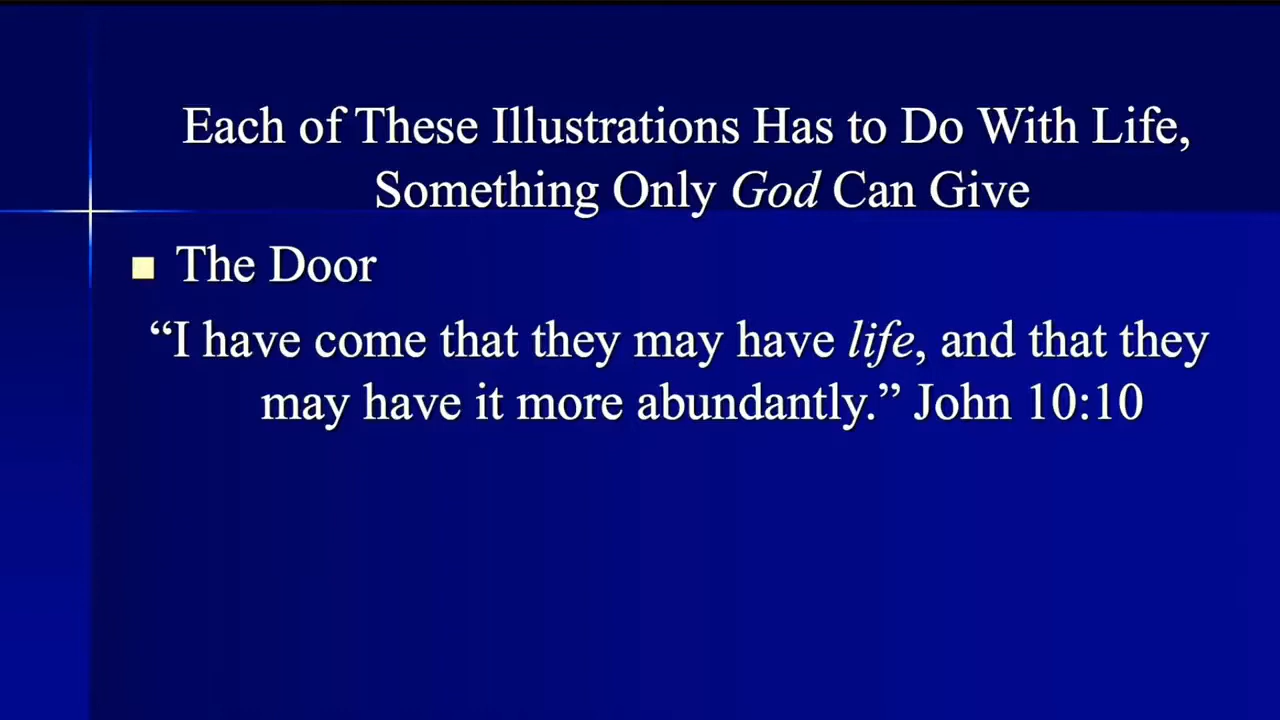 Each of These Illustrations Has to Do With Life,
Something Only God Can Give
The Door
“I have come that they may have life, and that they
may have it more abundantly.” John 10:10